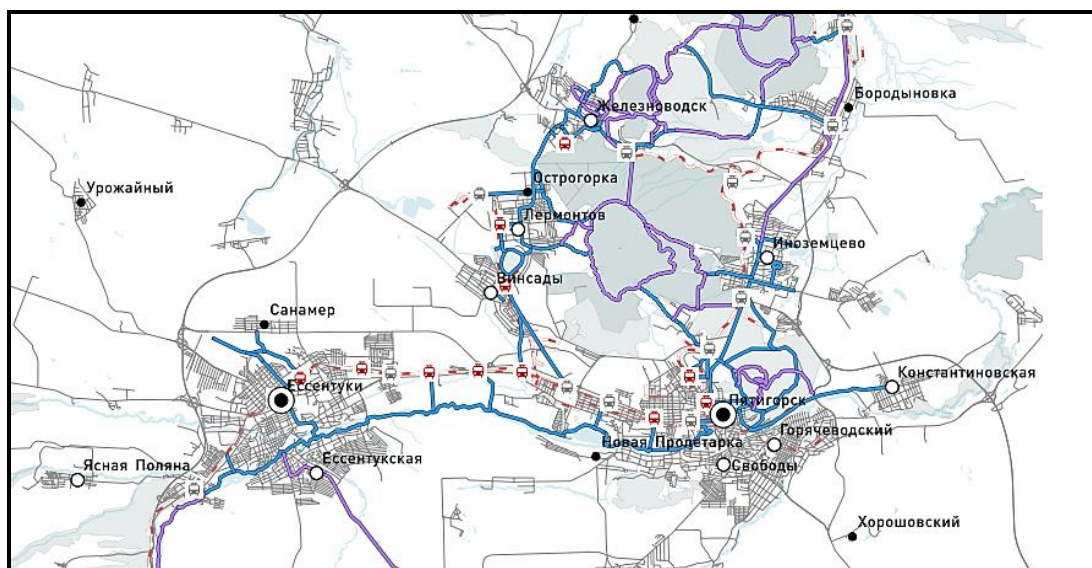 Бородыновка
Железноводск
Урожайный
Острогорка
Лермонтов
Иноземцево
Винсады
Санамер
Ессентуки
Константиновская
Пятигорск
Горячеводский
Новая Пролетарка
Ясная Поляна
Ессентукская
Свободы
Хорошовский